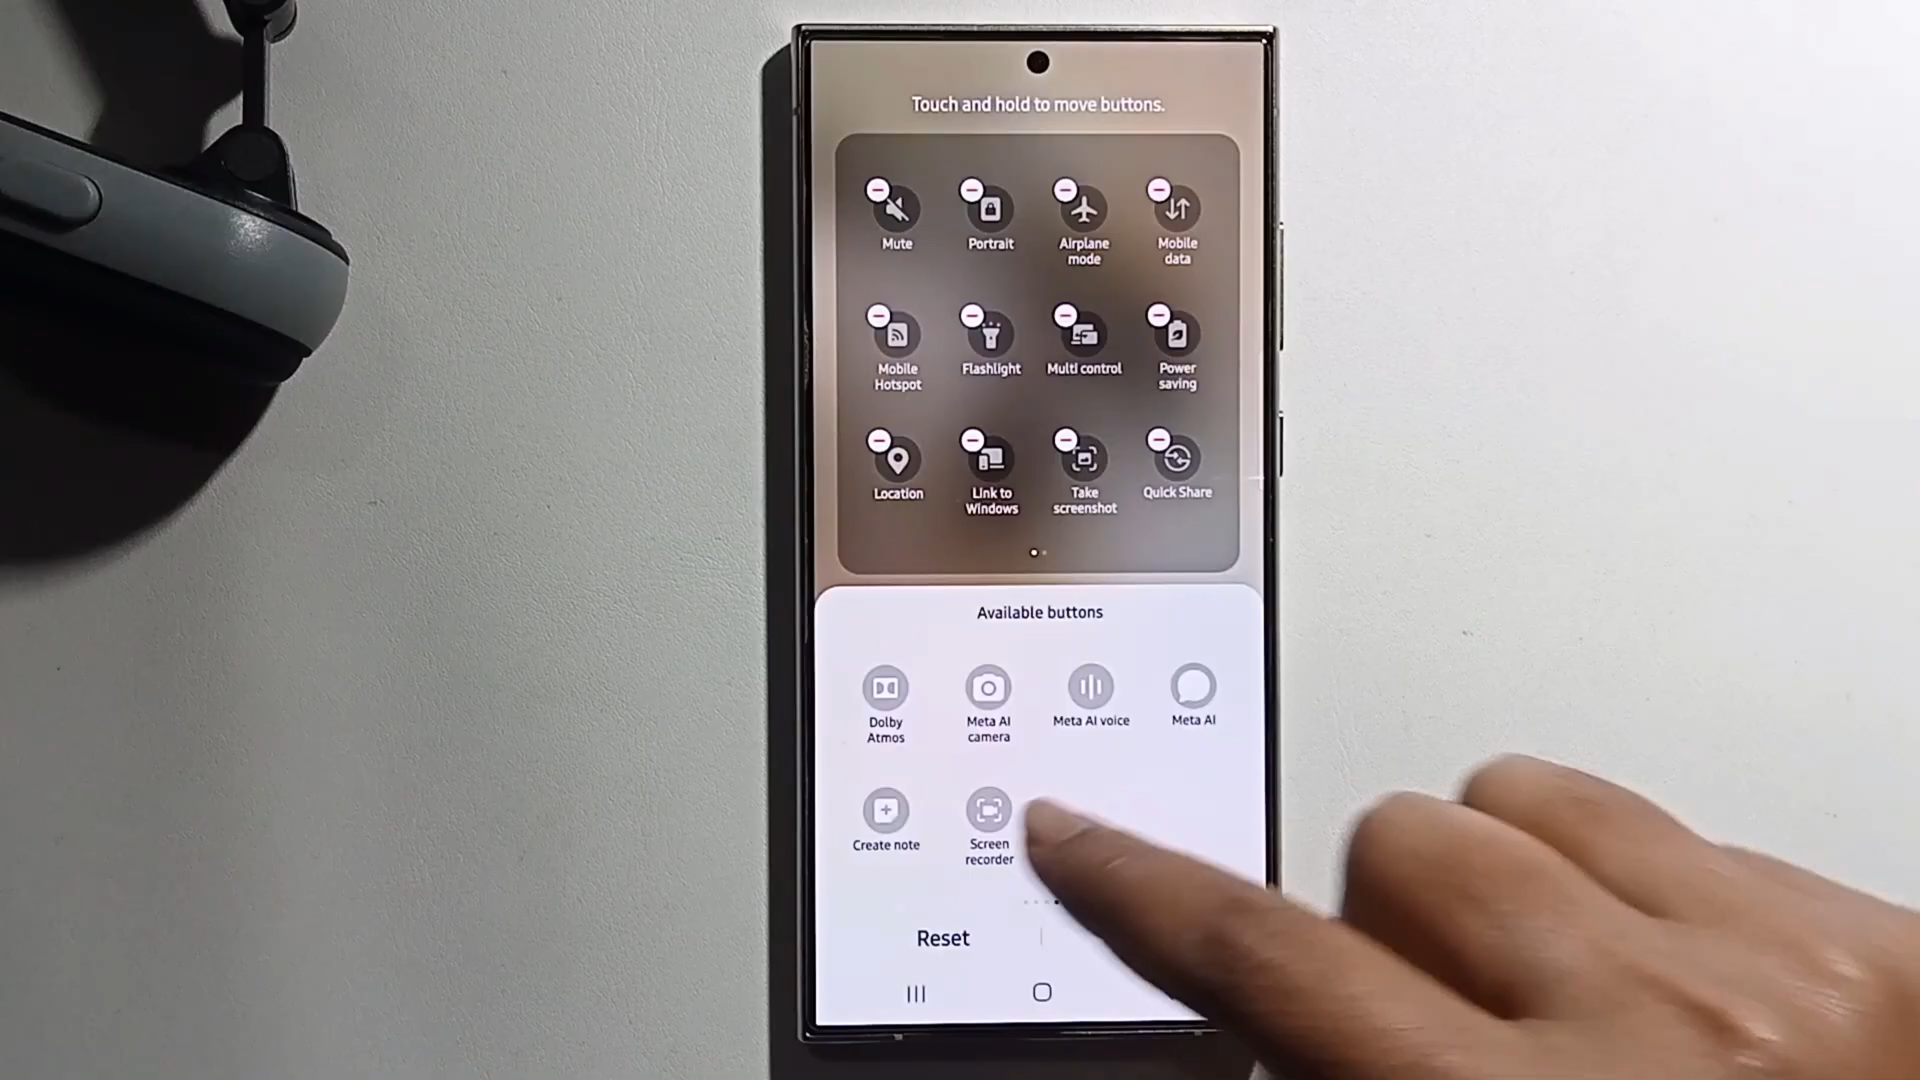 Touch and hold to move buttons.
Mute
Portrait
Airplane
mode
Mobile
data
Mobile
Hotspot
Flashlight
Multi control
Power
saving
Location
Link to
Windows
Take
screenshot
Quick Share
Available buttons
Dolby
Atmos
Meta AI
camera
Meta AI voice
Meta AI
Create note
Screen
recorder
Reset